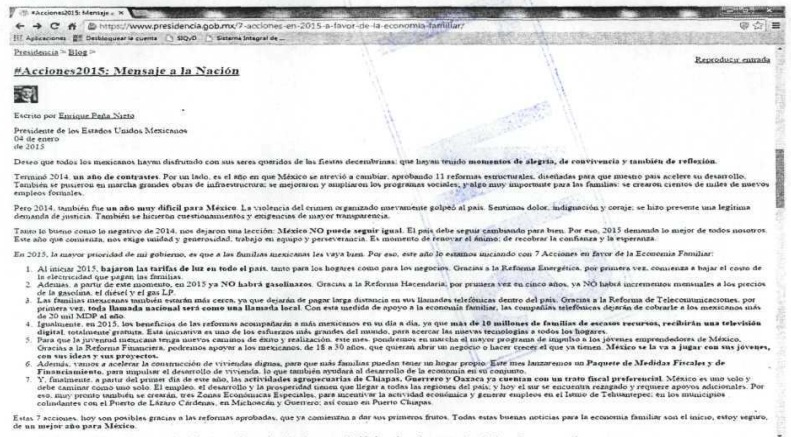 #Acciones2015: Mensaje a
https://www.presidencia.gob.mx/7-acciones-en-2015-a-favor-de-la-economia-familiar/
Aplicaciones Desbloquear la cuenta SIQyD Sistema Integral de ...
Presidencia > Blog >
Reproducir entrada
#Acciones2015: Mensaje a la Nación
Escrito por Enrique Peña Nieto
Presidente de los Estados Unidos Mexicanos
04 de enero
de 2015
Deseo que todos los mexicanos hayan disfrutado con sus seres queridos de las fiestas decembrinas; que hayan tenido momentos de alegría, de convivencia y también de reflexión.
Terminó 2014, un año de contrastes. Por un lado, es el año en que México se atrevió a cambiar, aprobando 11 reformas estructurales, diseñadas para que nuestro país acelere su desarrollo.
También se pusieron en marcha grandes obras de infraestructura; se mejoraron y ampliaron los programas sociales; y algo muy importante para las familias: se crearon cientos de miles de nuevos
empleos formales.
Pero 2014, también fue un año muy difícil para México. La violencia del crimen organizado nuevamente golpeó al país. Sentimos dolor, indignación y coraje; se hizo presente una legítima
demanda de justicia. También se hicieron cuestionamientos y exigencias de mayor transparencia.
Tanto lo bueno como lo negativo de 2014, nos dejaron una lección: México NO puede seguir igual. El país debe seguir cambiando para bien. Por eso, 2015 demanda lo mejor de todos nosotros.
Este año que comienza, nos exige unidad y generosidad, trabajo en equipo y perseverancia. Es momento de renovar el ánimo; de recobrar la confianza y la esperanza.
En 2015, la mayor prioridad de mi gobierno, es que a las familias mexicanas les vaya bien. Por eso, este año lo estamos iniciando con 7 Acciones en favor de la Economía Familiar:
1. Al iniciar 2015, bajaron las tarifas de luz en todo el país, tanto para los hogares como para los negocios. Gracias a la Reforma Energética, por primera vez, comienza a bajar el costo de
la electricidad que pagan las familias.
2. Además, a partir de este momento, en 2015 ya NO habrá gasolinazos. Gracias a la Reforma Hacendaria, por primera vez en cinco años, ya NO habrá incrementos mensuales a los precios
de la gasolina, el diésel y el gas LP.
3. Las familias mexicanas también estarán más cerca, ya que dejarán de pagar larga distancia en sus llamadas telefónicas dentro del país. Gracias a la Reforma de Telecomunicaciones, por
primera vez, toda llamada nacional será como una llamada local. Con esta medida de apoyo a la economía familiar, las compañías telefónicas dejarán de cobrarle a los mexicanos más
de 20 mil MDP al año.
4. Igualmente, en 2015, los beneficios de las reformas acompañarán a más mexicanos en su día a día, ya que más de 10 millones de familias de escasos recursos, recibirán una televisión
digital, totalmente gratuita. Esta iniciativa es uno de los esfuerzos más grandes del mundo, para acercar las nuevas tecnologías a todos los hogares.
5. Para que la juventud mexicana tenga nuevos caminos de éxito y realización, este mes, pondremos en marcha el mayor programa de impulso a los jóvenes emprendedores de México.
Gracias a la Reforma Financiera, podremos apoyar a los mexicanos, de 18 a 30 años, que quieran abrir un negocio o hacer crecer el que ya tienen. México se la va a jugar con sus jóvenes,
con sus ideas y sus proyectos.
6. Además, vamos a acelerar la construcción de viviendas dignas, para que más familias puedan tener un hogar propio. Este mes lanzaremos un Paquete de Medidas Fiscales y de
Financiamiento, para impulsar el desarrollo de vivienda, lo que también ayudará al desarrollo de la economía en su conjunto.
7. Y, finalmente, a partir del primer día de este año, las actividades agropecuarias de Chiapas, Guerrero y Oaxaca ya cuentan con un trato fiscal preferencial. México es uno solo y
debe caminar como uno solo. El empleo, el desarrollo y la prosperidad tienen que llegar a todas las regiones del país; y hoy el sur se encuentra rezagado y requiere apoyos adicionales. Por
eso, muy pronto también se crearán, tres Zonas Económicas Especiales, para incentivar la actividad económica y generar empleos en el Istmo de Tehuantepec; en los municipios
colindantes con el Puerto de Lázaro Cárdenas, en Michoacán y Guerrero; así como en Puerto Chiapas.
Estas 7 acciones, hoy son posibles gracias a las reformas aprobadas, que ya comienzan a dar sus primeros frutos. Todas estas buenas noticias para la economía familiar son el inicio, estoy seguro,
de un mejor año para México.